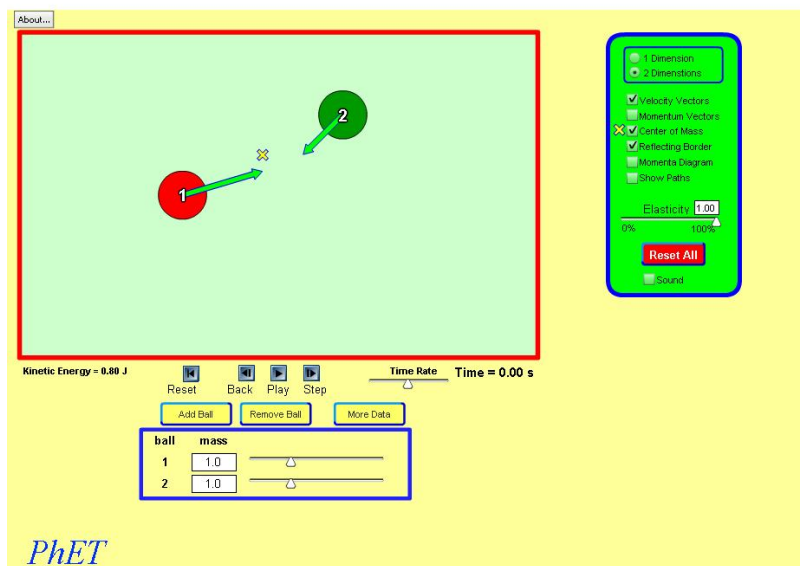 About...
2
1
1 Dimension
2 Dimenstions
Velocity Vectors
Momentum Vectors
Center of Mass
Reflecting Border
Momenta Diagram
Show Paths
Elasticity 1.00
0% 100%
Reset All
Sound
Kinetic Energy = 0.80 J
Time Rate Time = 0.00 s
Reset Back Play Step
Add Ball Remove Ball More Data
ball mass
1 1.0
2 1.0
PhET